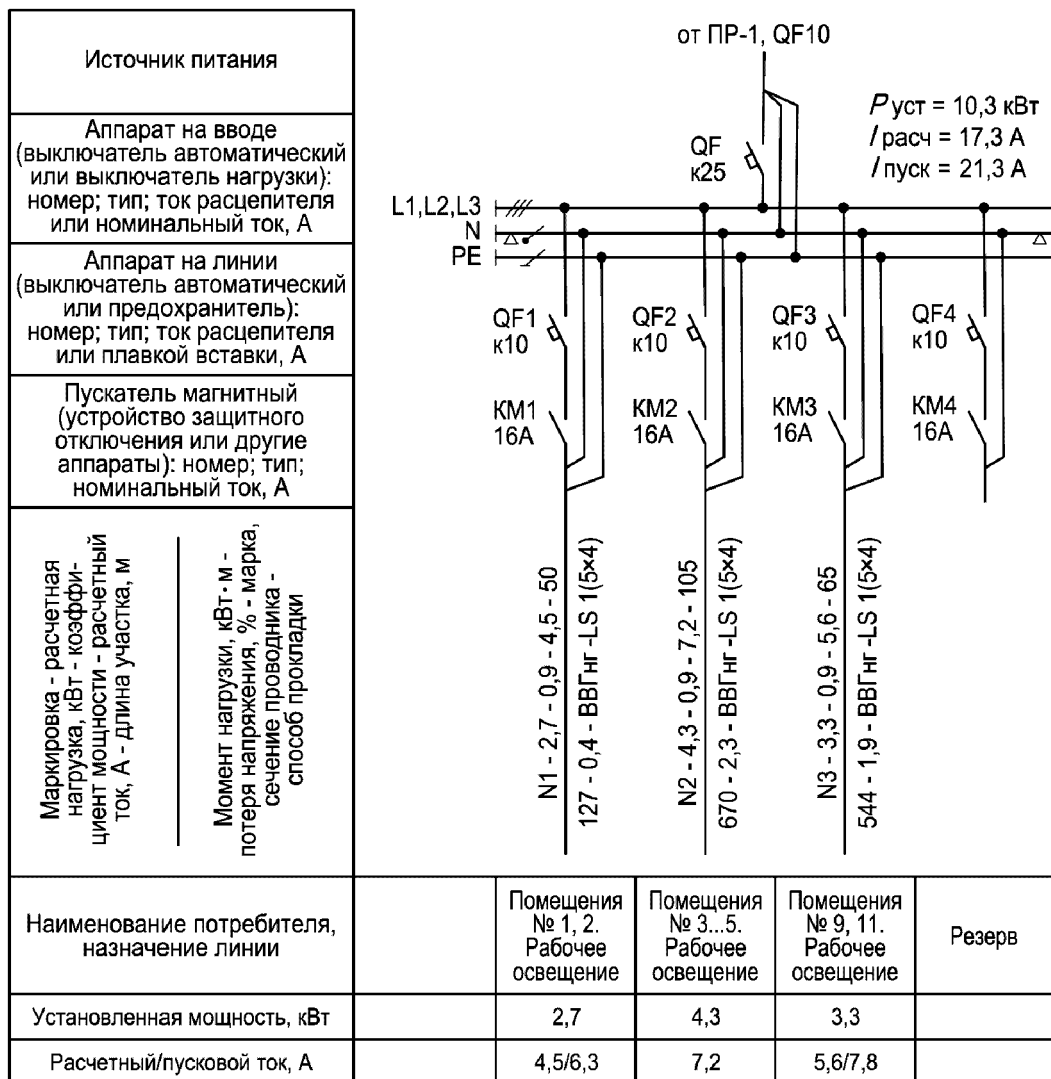 Источник питания
от ПР-1, QF10
Pуст = 10,3 кВт
Iрасч = 17,3 А
Iпуск = 21,3 А
Аппарат на вводе
(выключатель автоматический
или выключатель нагрузки):
номер; тип; ток расцепителя
или номинальный ток, А
QF
к25
L1,L2,L3
N
PE
Аппарат на линии
(выключатель автоматический
или предохранитель):
номер; тип; ток расцепителя
или плавкой вставки, А
QF1
к10
QF2
к10
QF3
к10
QF4
к10
Пускатель магнитный
(устройство защитного
отключения или другие
аппараты): номер; тип;
номинальный ток, А
КМ1
16А
КМ2
16А
КМ3
16А
КМ4
16А
Маркировка - расчетная
нагрузка, кВт - коэффи-
циент мощности - расчетный
ток, А - длина участка, м
Момент нагрузки, кВт·м -
потеря напряжения, % - марка,
сечение проводника -
способ прокладки
N1 - 2,7 - 0,9 - 4,5 - 50
127 - 0,4 - ВВГнг -LS 1(5×4)
N2 - 4,3 - 0,9 - 7,2 - 105
670 - 2,3 - ВВГнг -LS 1(5×4)
N3 - 3,3 - 0,9 - 5,6 - 65
544 - 1,9 - ВВГнг -LS 1(5×4)
Наименование потребителя,
назначение линии
Помещения
№ 1, 2.
Рабочее
освещение
Помещения
№ 3...5.
Рабочее
освещение
Помещения
№ 9, 11.
Рабочее
освещение
Резерв
Установленная мощность, кВт
2,7
4,3
3,3
Расчетный/пусковой ток, А
4,5/6,3
7,2
5,6/7,8